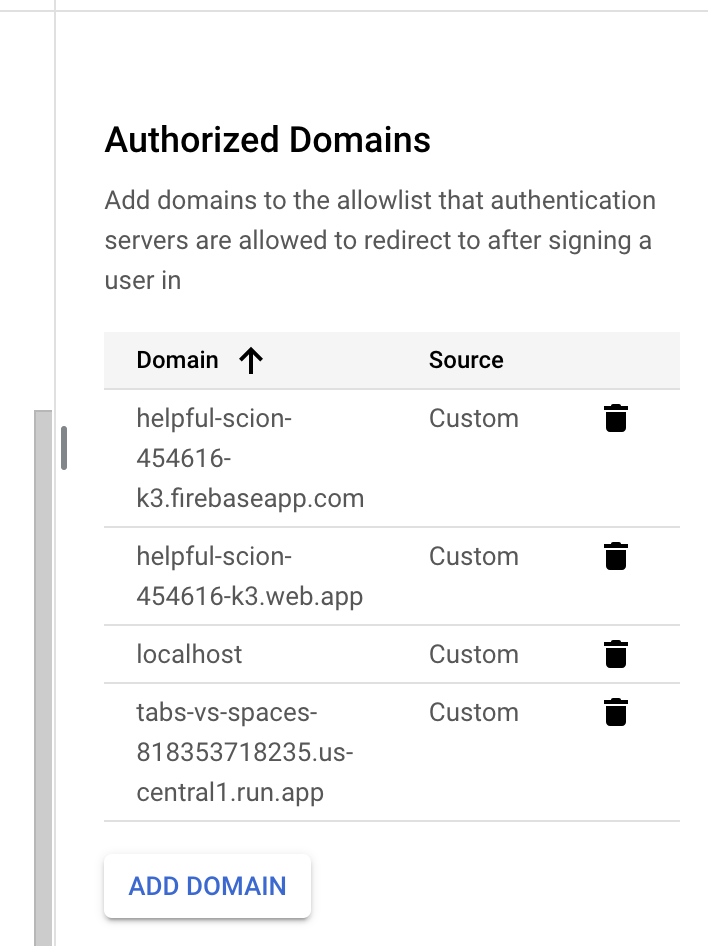 Authorized Domains
Add domains to the allowlist that authentication
servers are allowed to redirect to after signing a
user in
Domain Source
helpful-scion- Custom
454616-
k3.firebaseapp.com
helpful-scion- Custom
454616-k3.web.app
localhost Custom
tabs-vs-spaces- Custom
818353718235.us-
central1.run.app
ADD DOMAIN